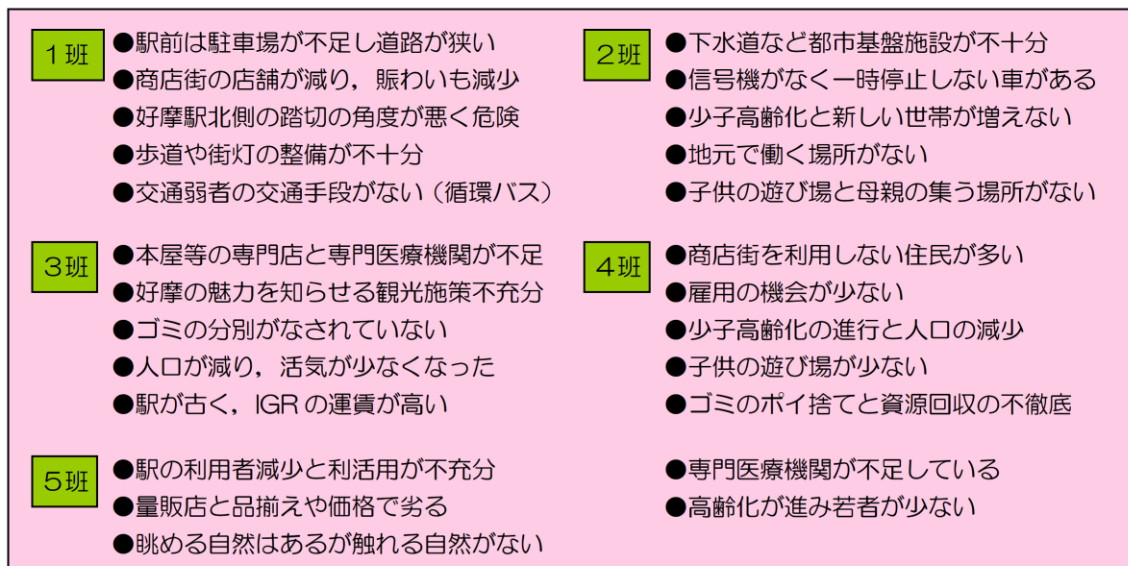 1班
●駅前は駐車場が不足し道路が狭い
●商店街の店舗が減り，賑わいも減少
●好摩駅北側の踏切の角度が悪く危険
●歩道や街灯の整備が不十分
●交通弱者の交通手段がない（循環バス）
2班
●下水道など都市基盤施設が不十分
●信号機がなく一時停止しない車がある
●少子高齢化と新しい世帯が増えない
●地元で働く場所がない
●子供の遊び場と母親の集う場所がない
3班
●本屋等の専門店と専門医療機関が不足
●好摩の魅力を知らせる観光施策不充分
●ゴミの分別がなされていない
●人口が減り，活気が少なくなった
●駅が古く，IGRの運賃が高い
4班
●商店街を利用しない住民が多い
●雇用の機会が少ない
●少子高齢化の進行と人口の減少
●子供の遊び場が少ない
●ゴミのポイ捨てと資源回収の不徹底
5班
●駅の利用者減少と利活用が不充分
●量販店と品揃えや価格で劣る
●眺める自然はあるが触れる自然がない
●専門医療機関が不足している
●高齢化が進み若者が少ない